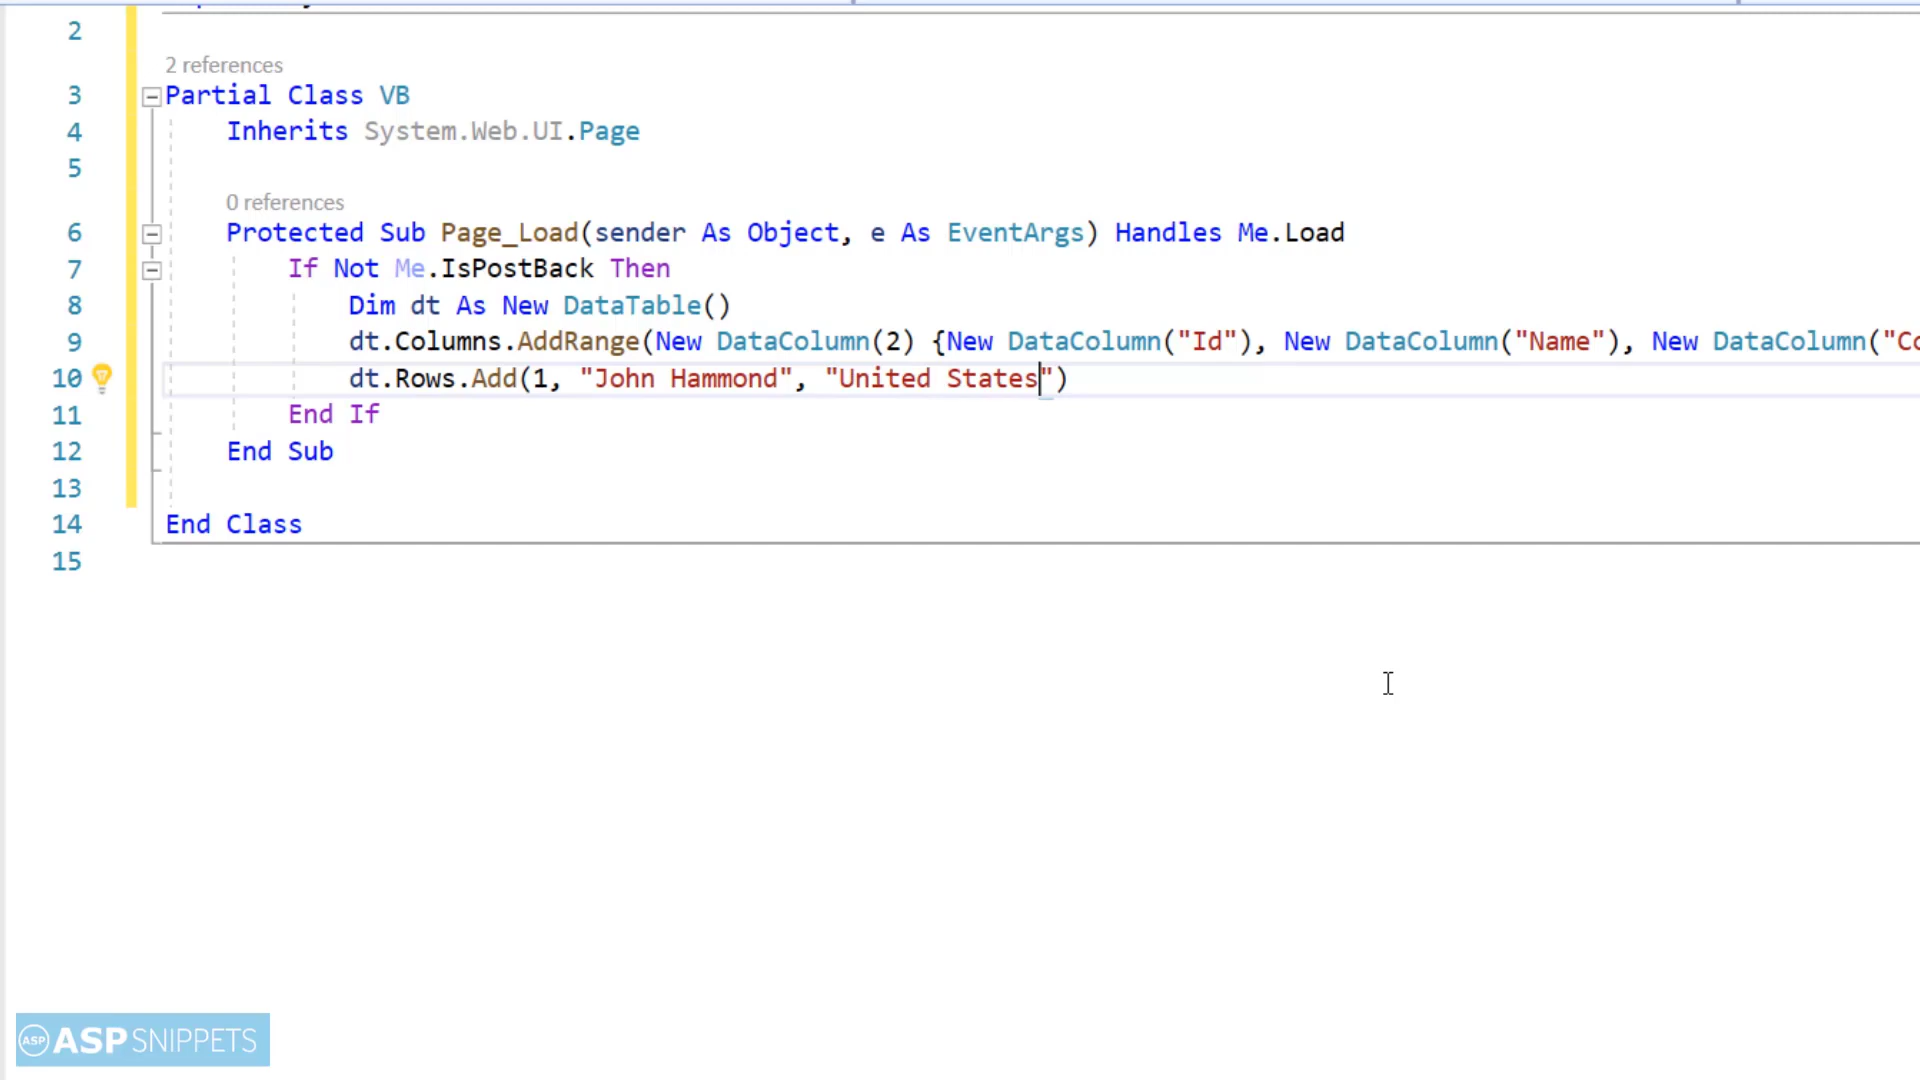 2
2 references
3 Partial Class VB
4 Inherits System.Web.UI.Page
5
0 references
6 Protected Sub Page_Load(sender As Object, e As EventArgs) Handles Me.Load
7 If Not Me.IsPostBack Then
8 Dim dt As New DataTable()
9 dt.Columns.AddRange(New DataColumn(2) {New DataColumn("Id"), New DataColumn("Name"), New DataColumn("Co
10 dt.Rows.Add(1, "John Hammond", "United States")
11 End If
12 End Sub
13
14 End Class
15
ASP ASPSNIPPETS